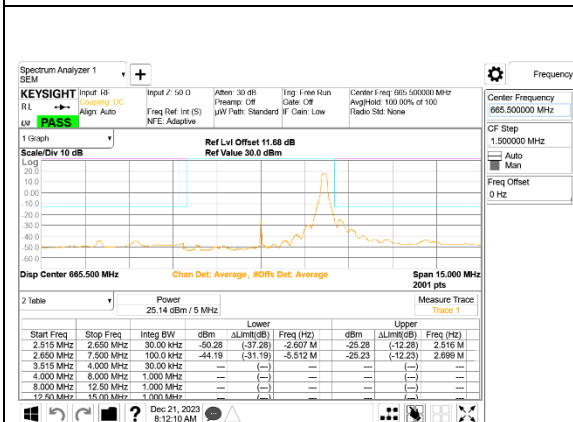 Spectrum Analyzer 1
SEM
Frequency
KEYSIGHT Input: RF Input Z: 50 Ω Atten: 30 dB Trig: Free Run Center Freq: 665.500000 MHz
RL Coupling: DC Preamp: Off Gate: Off Avg|Hold: 100.00% of 100
Align: Auto Freq Ref: Int (S) µW Path: Standard IF Gain: Low Radio Std: None
NFE: Adaptive
PASS
Center Frequency
665.500000 MHz
CF Step
1.500000 MHz
Auto
Man
Freq Offset
0 Hz
1 Graph
Ref Lvl Offset 11.68 dB
Scale/Div 10 dB Ref Value 30.0 dBm
Log
20.0
10.0
0.00
-10.0
-20.0
-30.0
-40.0
-50.0
-60.0
Disp Center 665.500 MHz Chan Det: Average, #Offs Det: Average Span 15.000 MHz
2001 pts
2 Table Power Measure Trace
25.14 dBm / 5 MHz Trace 1
Lower Upper
Start Freq Stop Freq Integ BW dBm ΔLimit(dB) Freq (Hz) dBm ΔLimit(dB) Freq (Hz)
2.515 MHz 2.650 MHz 30.00 kHz -50.28 (-37.28) -2.607 M -25.28 (-12.28) 2.516 M
2.650 MHz 7.500 MHz 100.0 kHz -44.19 (-31.19) -5.512 M -25.23 (-12.23) 2.699 M
3.515 MHz 4.000 MHz 30.00 kHz --- (---) --- --- (---) ---
4.000 MHz 8.000 MHz 1.000 MHz --- (---) --- --- (---) ---
8.000 MHz 12.50 MHz 1.000 MHz --- (---) --- --- (---) ---
12.50 MHz 15.00 MHz 1.000 MHz --- (---) --- --- (---) ---
Dec 21, 2023
8:12:10 AM